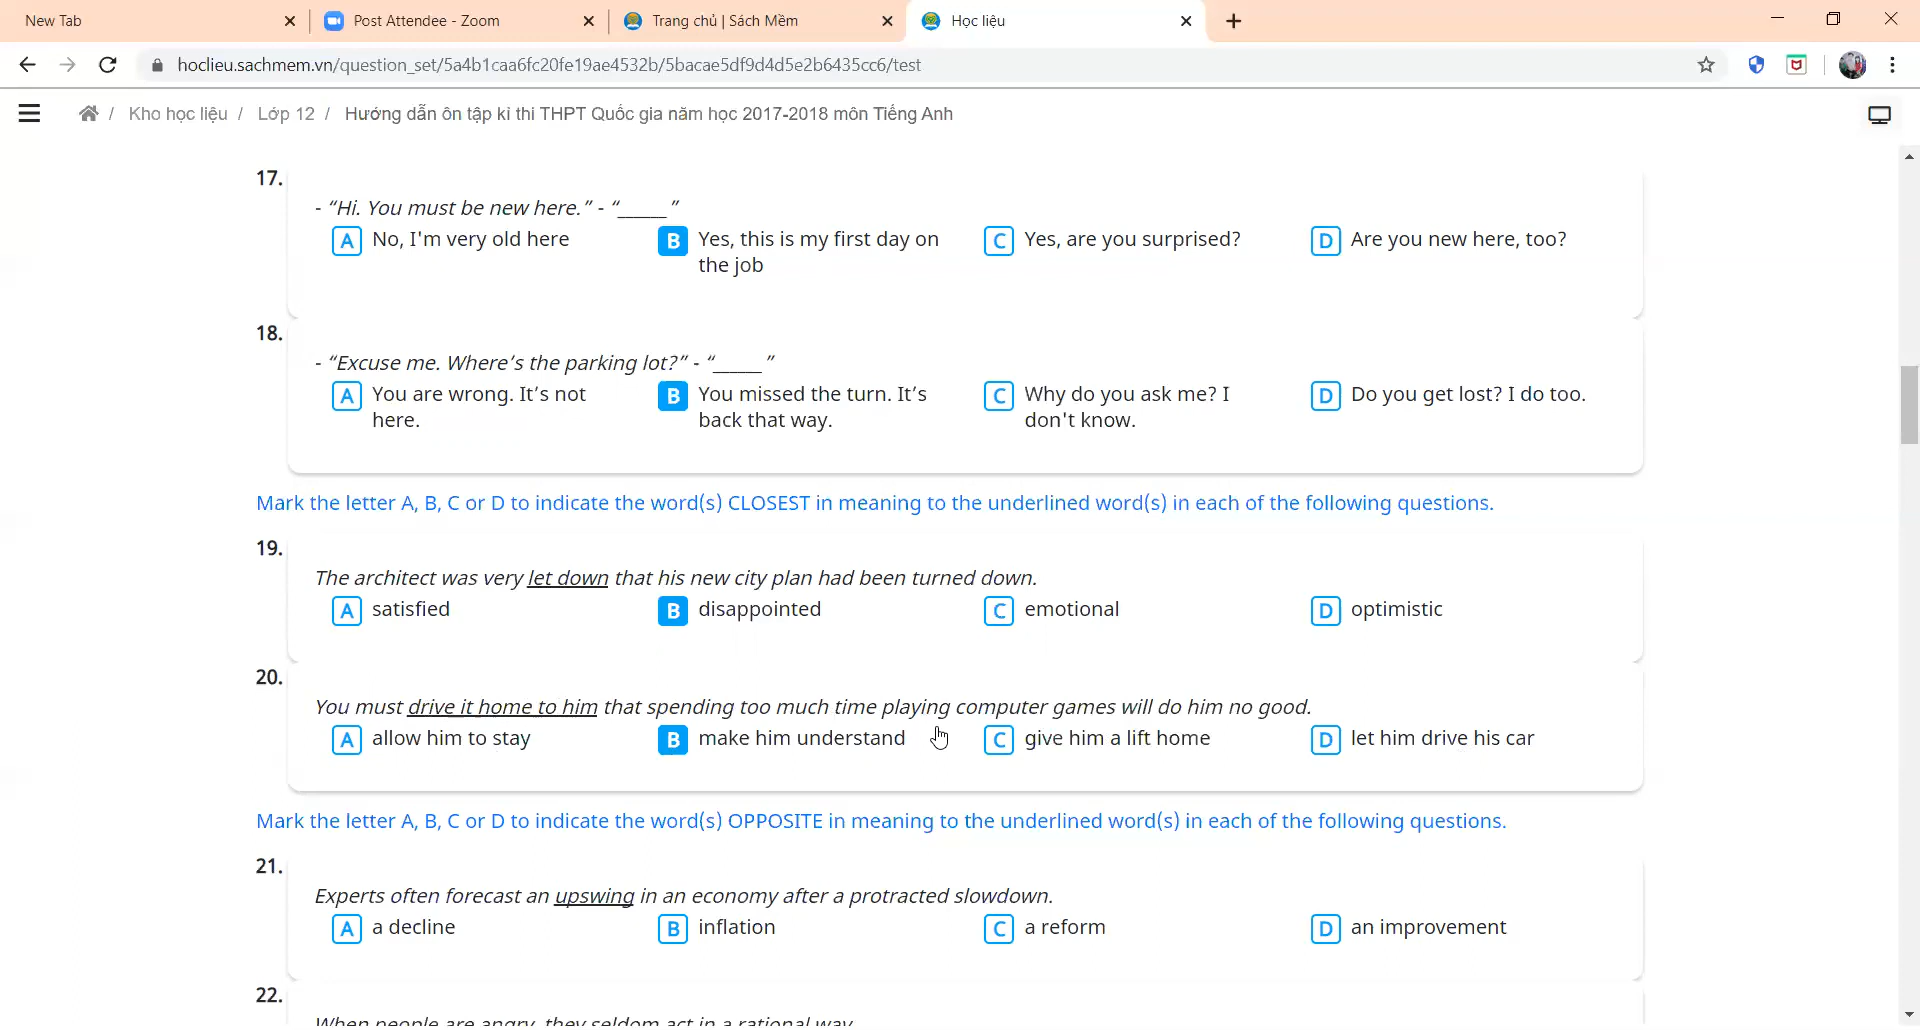 New Tab
Post Attendee - Zoom
Trang chủ | Sách Mềm
Học liệu
hoclieu.sachmem.vn/question_set/5a4b1caa6fc20fe19ae4532b/5bacae5df9d4d5e2b6435cc6/test
/ Kho học liệu / Lớp 12 / Hướng dẫn ôn tập kì thi THPT Quốc gia năm học 2017-2018 môn Tiếng Anh
17.
- “Hi. You must be new here.” - “_____”
A No, I'm very old here
B Yes, this is my first day on
the job
C Yes, are you surprised?
D Are you new here, too?
18.
- “Excuse me. Where’s the parking lot?” - “_____”
A You are wrong. It’s not
here.
B You missed the turn. It’s
back that way.
C Why do you ask me? I
don't know.
D Do you get lost? I do too.
Mark the letter A, B, C or D to indicate the word(s) CLOSEST in meaning to the underlined word(s) in each of the following questions.
19.
The architect was very let down that his new city plan had been turned down.
A satisfied
B disappointed
C emotional
D optimistic
20.
You must drive it home to him that spending too much time playing computer games will do him no good.
A allow him to stay
B make him understand
C give him a lift home
D let him drive his car
Mark the letter A, B, C or D to indicate the word(s) OPPOSITE in meaning to the underlined word(s) in each of the following questions.
21.
Experts often forecast an upswing in an economy after a protracted slowdown.
A a decline
B inflation
C a reform
D an improvement
22.
When people are angry, they seldom act in a rational way.